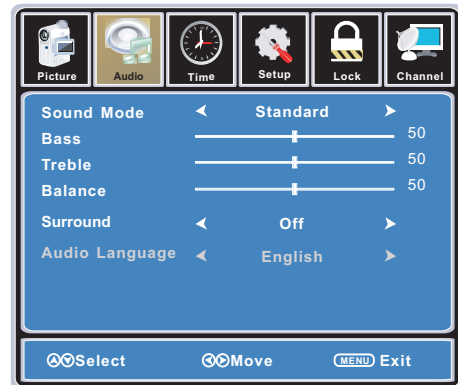 Picture Audio Time Setup Lock Channel
Sound Mode Standard
Bass 50
Treble 50
Balance 50
Surround Off
Audio Language English
Select Move MENU Exit